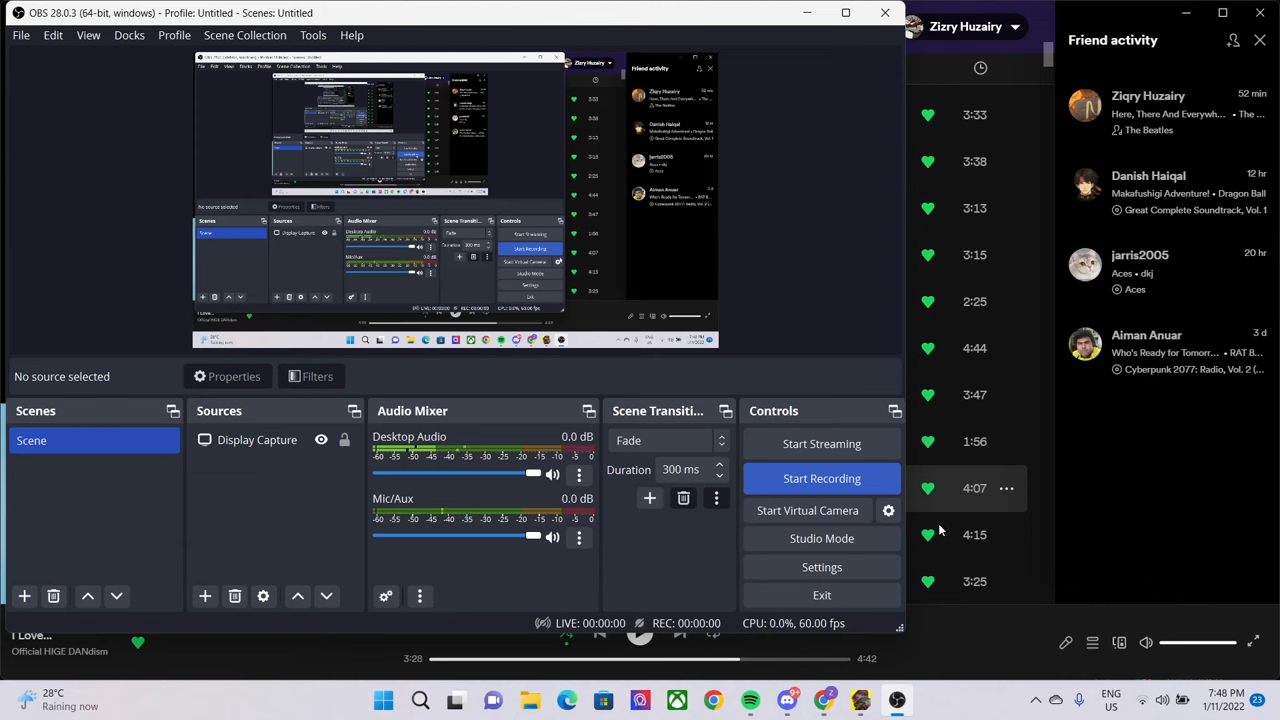 OBS 28.0.3 (64-bit, windows) - Profile: Untitled - Scenes: Untitled
File Edit View Docks Profile Scene Collection Tools Help
Zizry Huzairy
Friend activity
Ziqry Huzairy 52 min
Here, There And Everywh... • The ...
The Beatles
Danish Haiqal 12 h
Makafushigi Adventure! • Dragon Ball
Great Complete Soundtrack, Vol.
Jarris2005 2 d
Aces • dkj
Aces
Aiman Anuar 3 d
Who's Ready for Tomorr... • RAT B...
Cyberpunk 2077: Radio, Vol. 2 (...
3:33
3:38
3:13
3:15
2:25
4:44
3:47
1:56
4:07
4:15
3:25
No source selected
Properties
Filters
Scenes
Scene
Sources
Display Capture
Audio Mixer
Desktop Audio 0.0 dB
-60 -55 -50 -45 -40 -35 -30 -25 -20 -15 -10 -5 0
Mic/Aux 0.0 dB
-60 -55 -50 -45 -40 -35 -30 -25 -20 -15 -10 -5 0
Scene Transiti...
Fade
Duration 300 ms
Controls
Start Streaming
Start Recording
Start Virtual Camera
Studio Mode
Settings
Exit
LIVE: 00:00:00 REC: 00:00:00 CPU: 0.0%, 60.00 fps
I Love...
Official HIGE DANdism
3:28
4:42
28°C
Raining now
9+
ENG
US
7:48 PM
1/11/2022
23